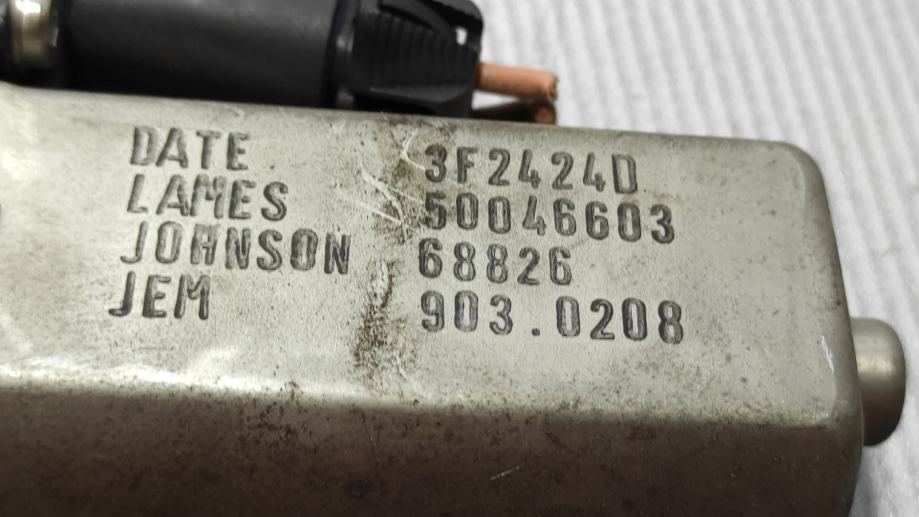 DATE 3F2424D
LAMES 50046603
JOHNSON 68826
JEM 903.0208